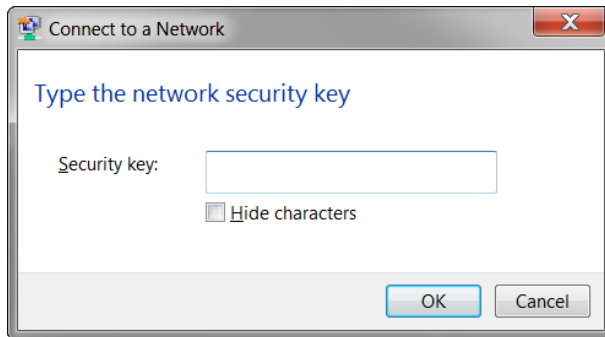 Connect to a Network
Type the network security key
Security key:
Hide characters
OK Cancel